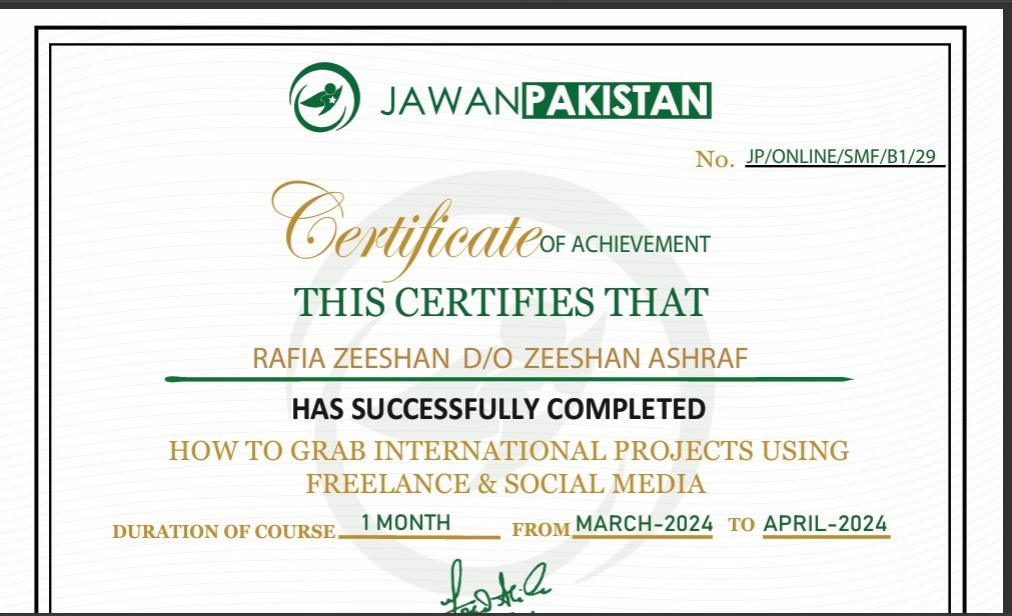 JAWANPAKISTAN
No. JP/ONLINE/SMF/B1/29
Certificate OF ACHIEVEMENT
THIS CERTIFIES THAT
RAFIA ZEESHAN D/O ZEESHAN ASHRAF
HAS SUCCESSFULLY COMPLETED
HOW TO GRAB INTERNATIONAL PROJECTS USING
FREELANCE & SOCIAL MEDIA
DURATION OF COURSE 1 MONTH FROM MARCH-2024 TO APRIL-2024